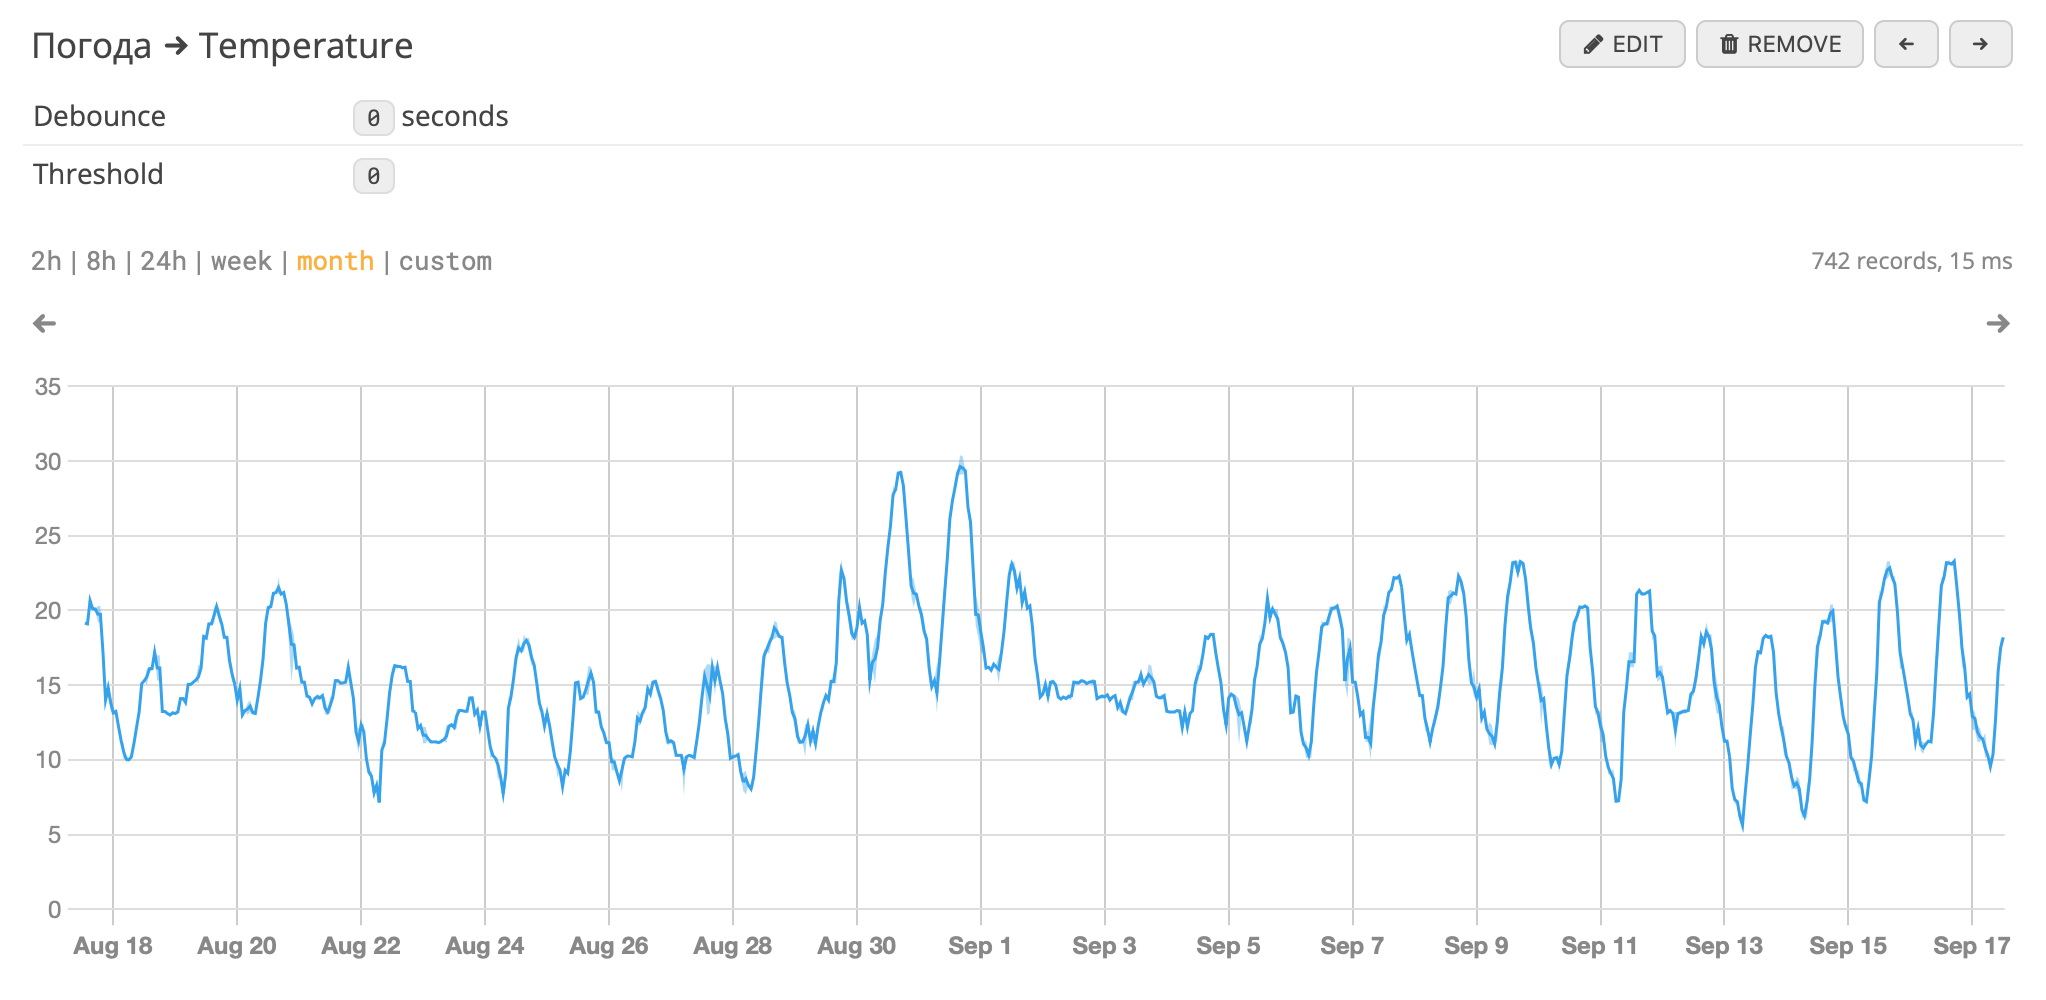 Погода → Temperature
EDIT
REMOVE
←
→
Debounce 0 seconds
Threshold 0
2h | 8h | 24h | week | month | custom
742 records, 15 ms
← →
35
30
25
20
15
10
5
0
Aug 18 Aug 20 Aug 22 Aug 24 Aug 26 Aug 28 Aug 30 Sep 1 Sep 3 Sep 5 Sep 7 Sep 9 Sep 11 Sep 13 Sep 15 Sep 17